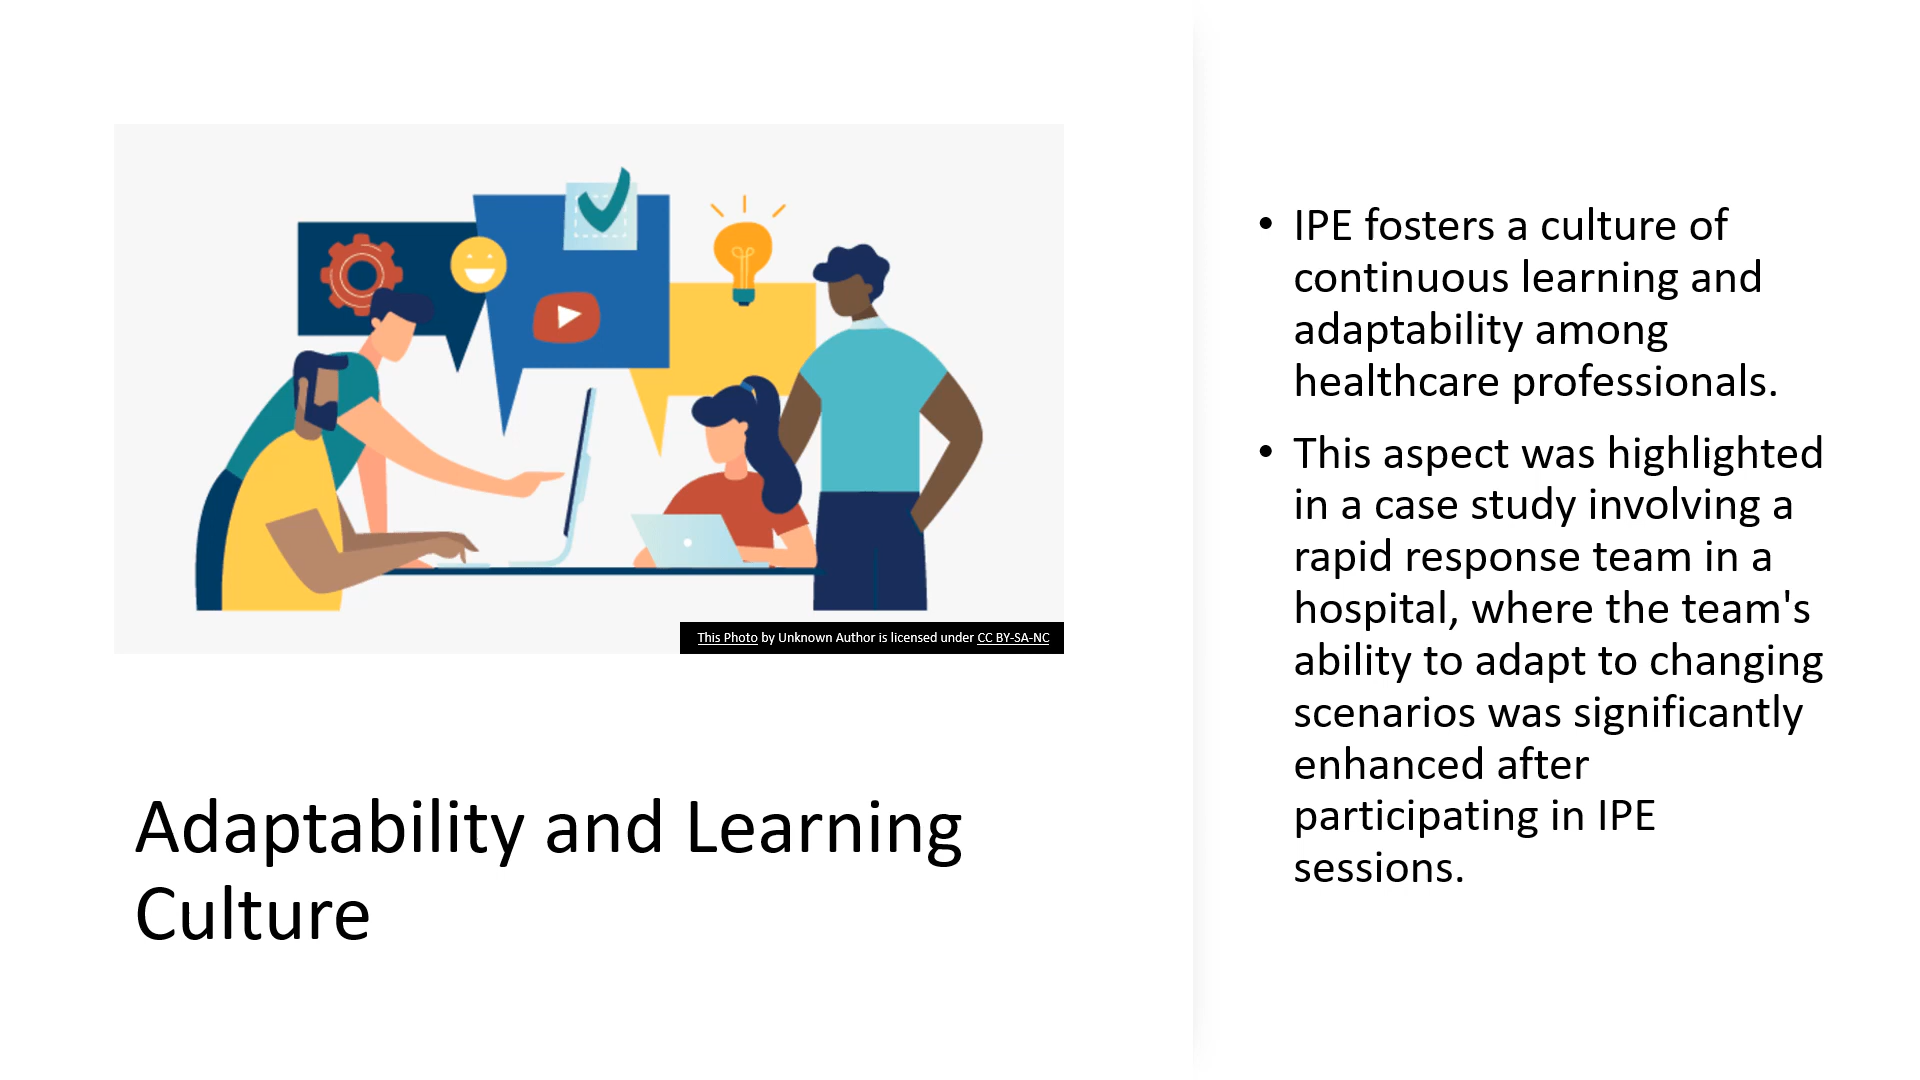 This Photo by Unknown Author is licensed under CC BY-SA-NC
Adaptability and Learning
Culture
• IPE fosters a culture of
continuous learning and
adaptability among
healthcare professionals.
• This aspect was highlighted
in a case study involving a
rapid response team in a
hospital, where the team's
ability to adapt to changing
scenarios was significantly
enhanced after
participating in IPE
sessions.